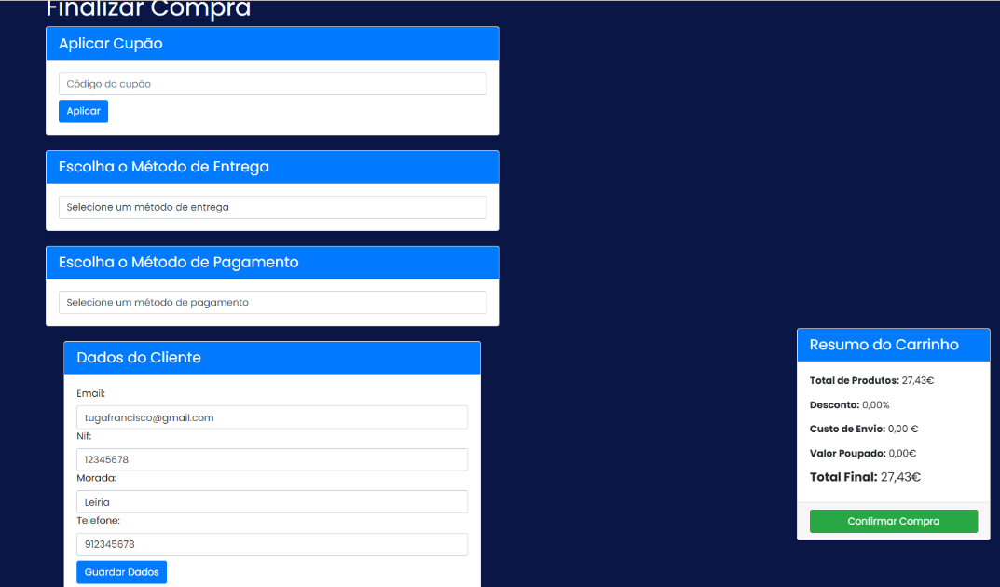 Finalizar Compra
Aplicar Cupão
Código do cupão
Aplicar
Escolha o Método de Entrega
Selecione um método de entrega
Escolha o Método de Pagamento
Selecione um método de pagamento
Dados do Cliente
Email:
tugafrancisco@gmail.com
Nif:
12345678
Morada:
Leiria
Telefone:
912345678
Guardar Dados
Resumo do Carrinho
Total de Produtos: 27,43€
Desconto: 0,00%
Custo de Envio: 0,00 €
Valor Poupado: 0,00€
Total Final: 27,43€
Confirmar Compra